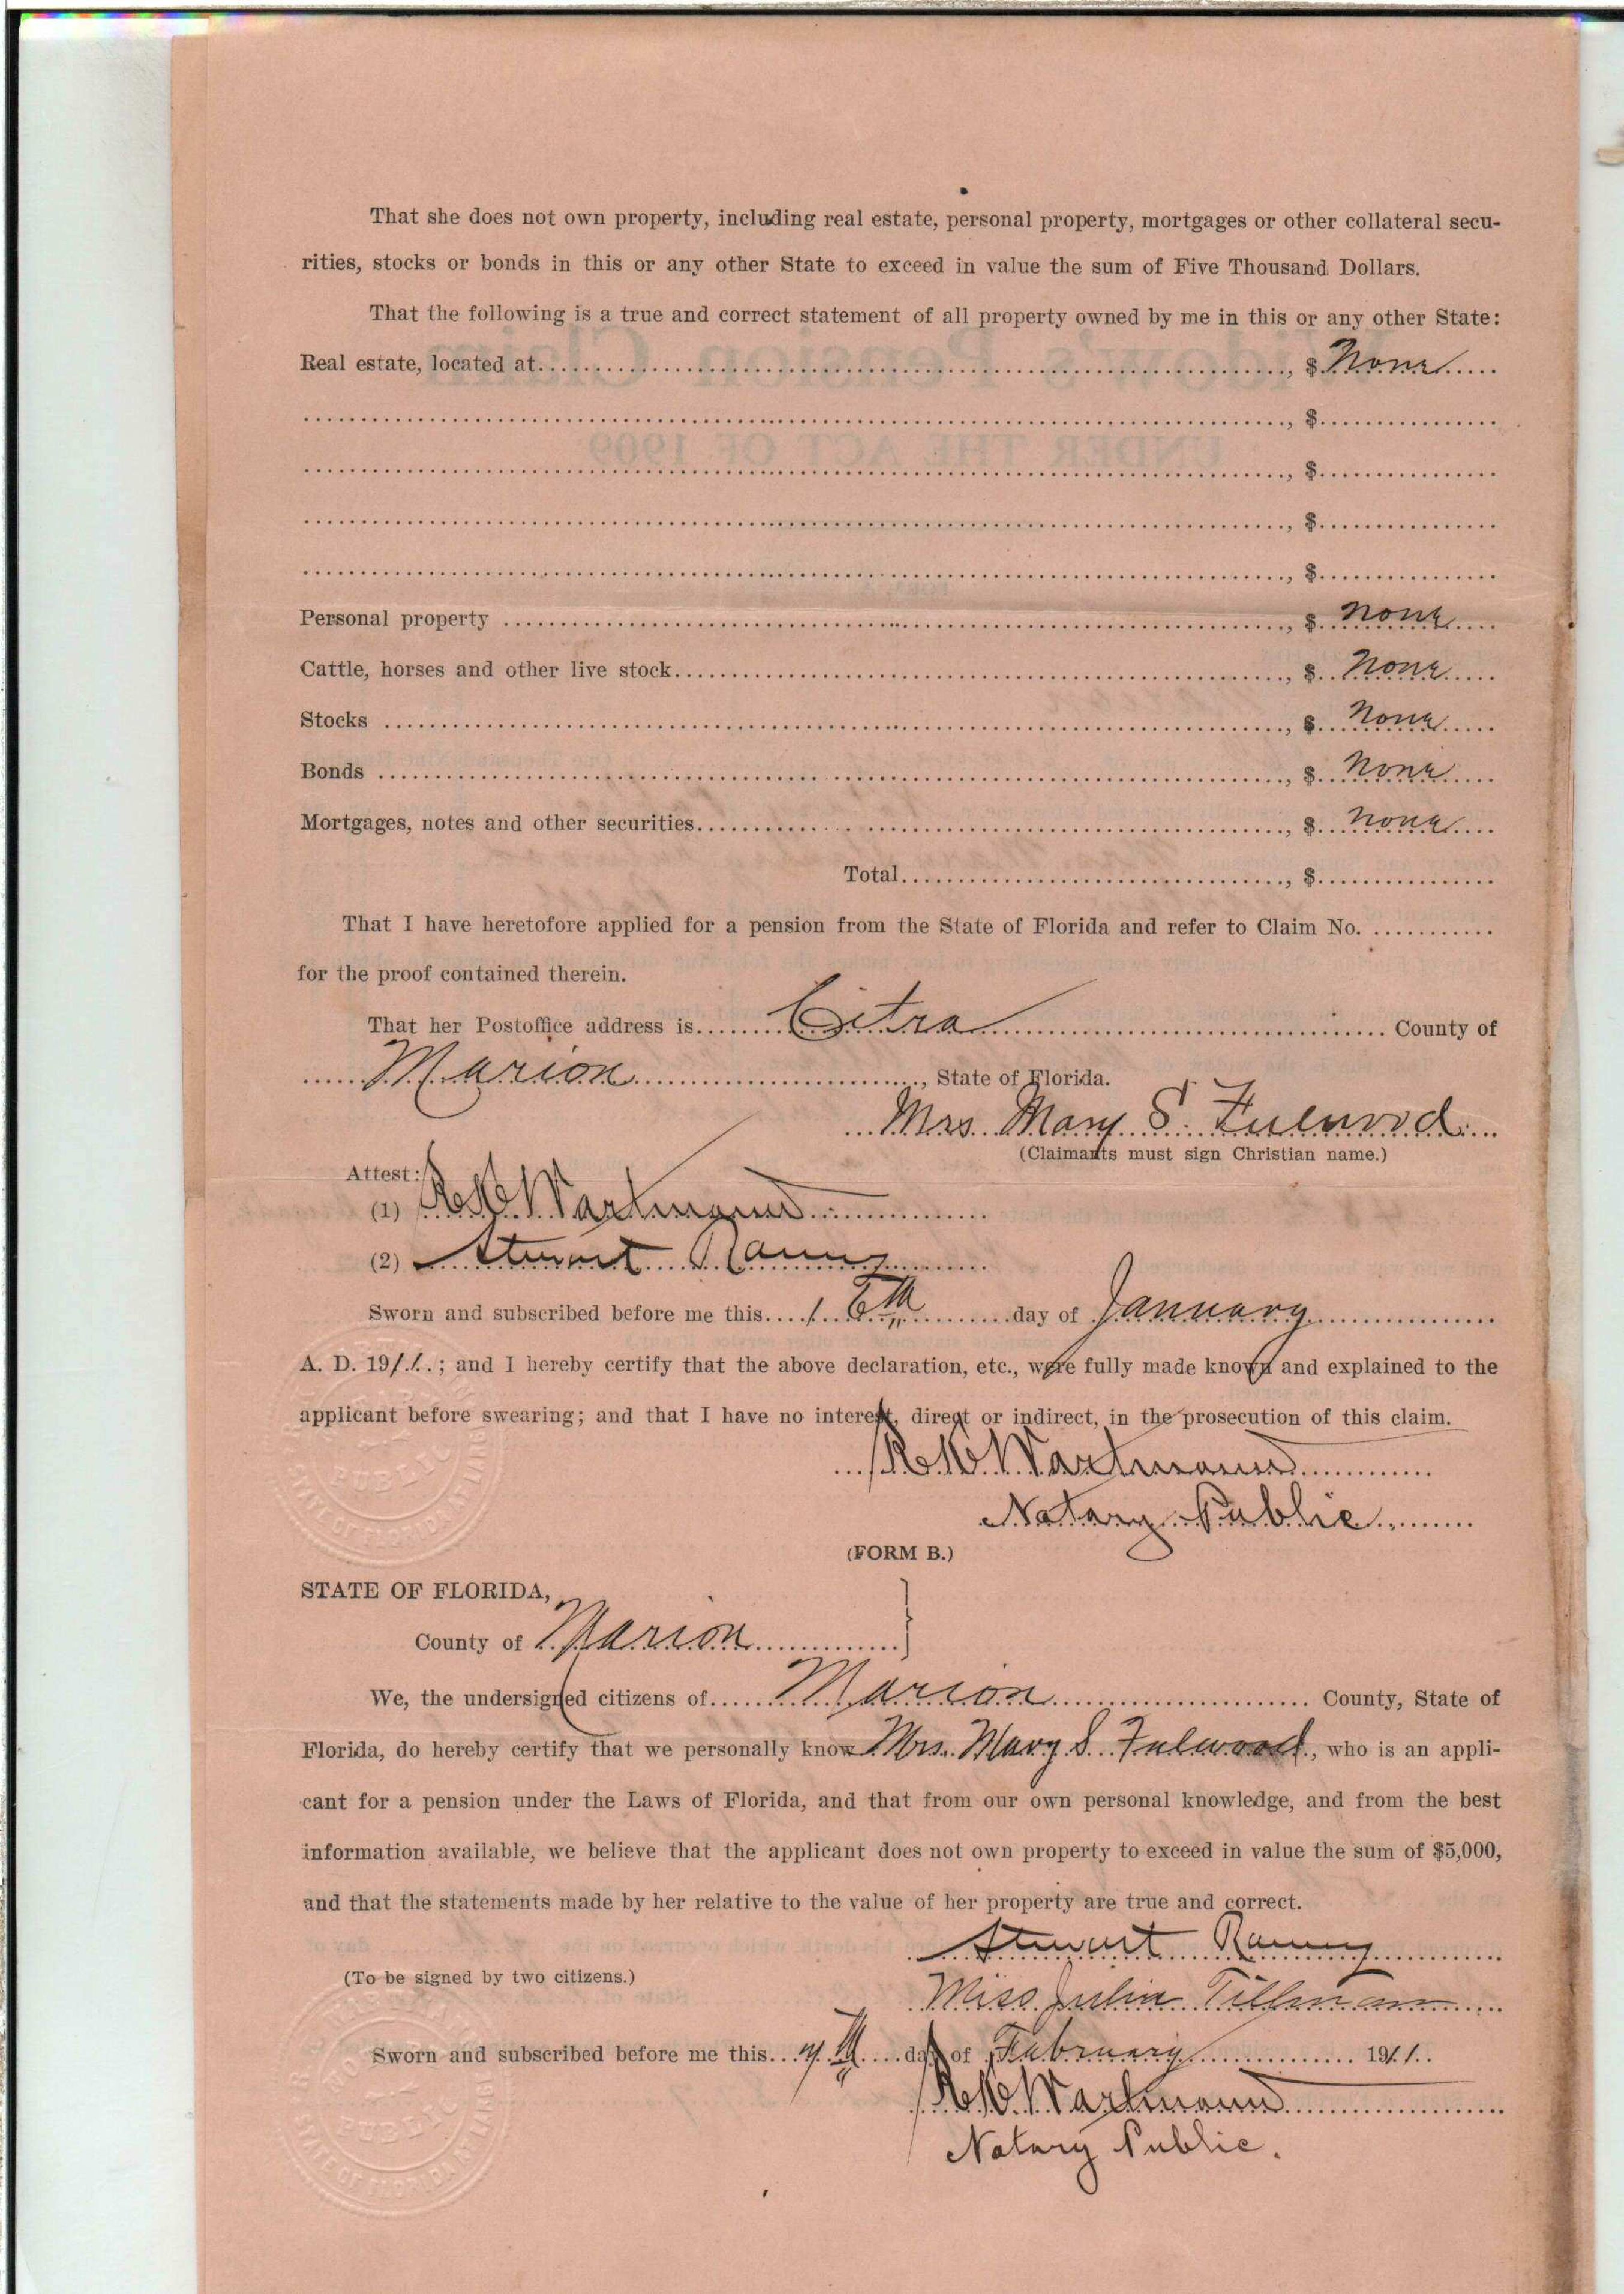 That she does not own property, including real estate, personal property, mortgages or other collateral secu-
rities, stocks or bonds in this or any other State to exceed in value the sum of Five Thousand Dollars.
That the following is a true and correct statement of all property owned by me in this or any other State:
Real estate, located at , $ None
, $
, $
, $
, $
Personal property , $ None
Cattle, horses and other live stock , $ None
Stocks , $ None
Bonds , $ None
Mortgages, notes and other securities , $ None
Total , $
That I have heretofore applied for a pension from the State of Florida and refer to Claim No.
for the proof contained therein.
That her Postoffice address is Citra County of
Marion , State of Florida.
Mrs. Mary S. Fulwood
(Claimants must sign Christian name.)
Attest:
(1) Wartmann
(2) Stewart Ramey
Sworn and subscribed before me this 16th day of January
A. D. 1911.; and I hereby certify that the above declaration, etc., were fully made known and explained to the
applicant before swearing; and that I have no interest, direct or indirect, in the prosecution of this claim.
Wartmann
Notary Public
(FORM B.)
STATE OF FLORIDA,
County of Marion
We, the undersigned citizens of Marion County, State of
Florida, do hereby certify that we personally know Mrs. Mary S. Fulwood, who is an appli-
cant for a pension under the Laws of Florida, and that from our own personal knowledge, and from the best
information available, we believe that the applicant does not own property to exceed in value the sum of $5,000,
and that the statements made by her relative to the value of her property are true and correct.
Stewart Ramey
(To be signed by two citizens.)
Miss Julia Tillman
Sworn and subscribed before me this day of February 1911.
Wartmann
Notary Public.